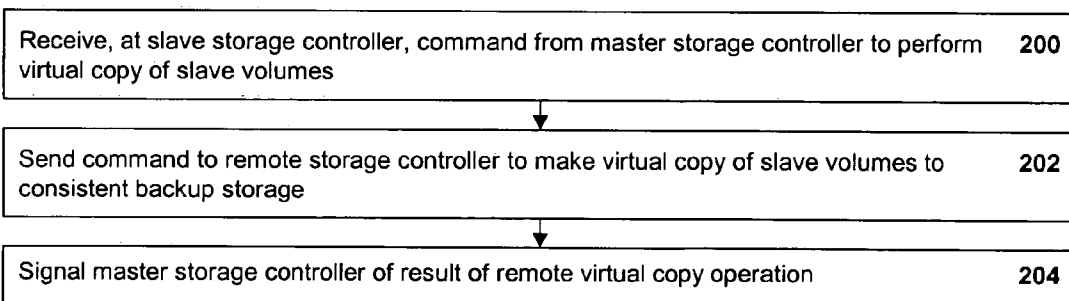 Receive, at slave storage controller, command from master storage controller to perform 200
virtual copy of slave volumes
Send command to remote storage controller to make virtual copy of slave volumes to 202
consistent backup storage
Signal master storage controller of result of remote virtual copy operation 204